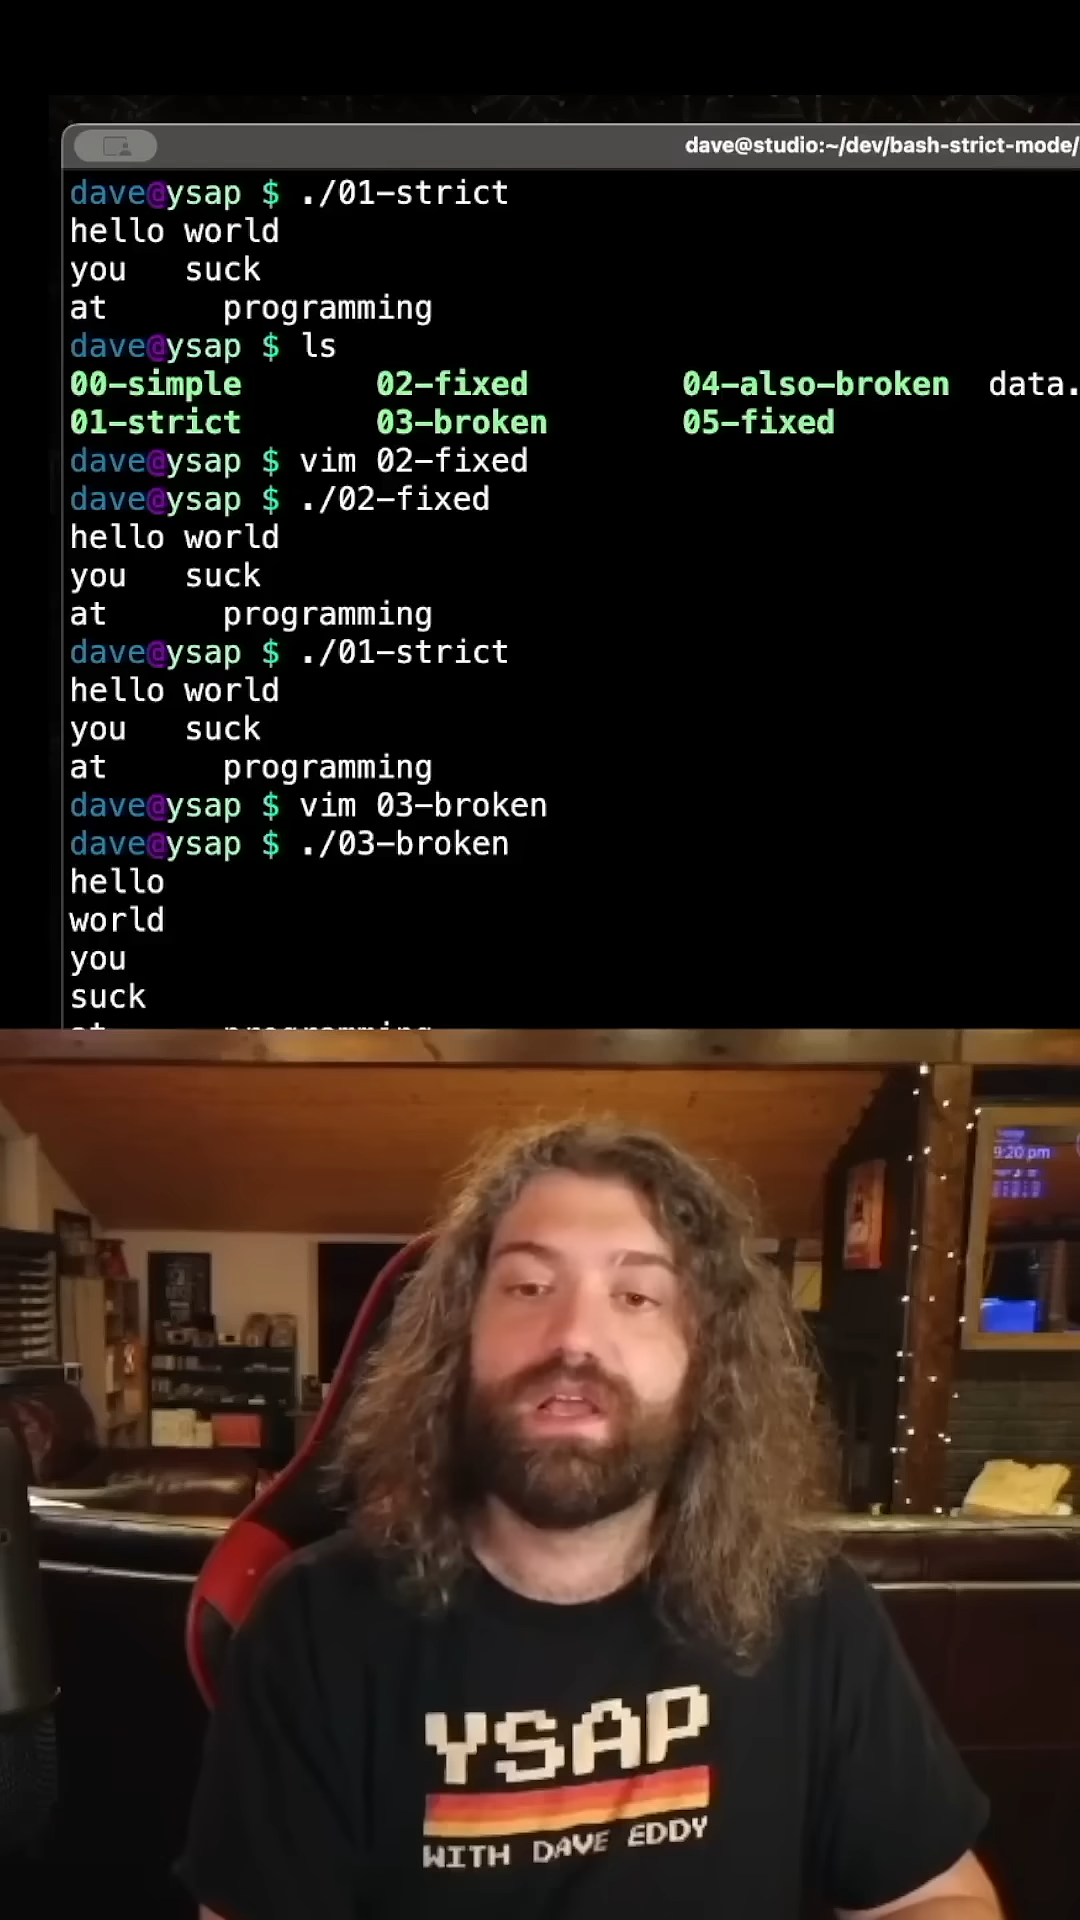 dave@studio:~/dev/bash-strict-mode/
dave@ysap $ ./01-strict
hello world
you   suck
at      programming
dave@ysap $ ls
00-simple       02-fixed        04-also-broken  data.
01-strict       03-broken       05-fixed
dave@ysap $ vim 02-fixed
dave@ysap $ ./02-fixed
hello world
you   suck
at      programming
dave@ysap $ ./01-strict
hello world
you   suck
at      programming
dave@ysap $ vim 03-broken
dave@ysap $ ./03-broken
hello
world
you
suck
at      programming
9:20 pm
YSAP
WITH DAVE EDDY